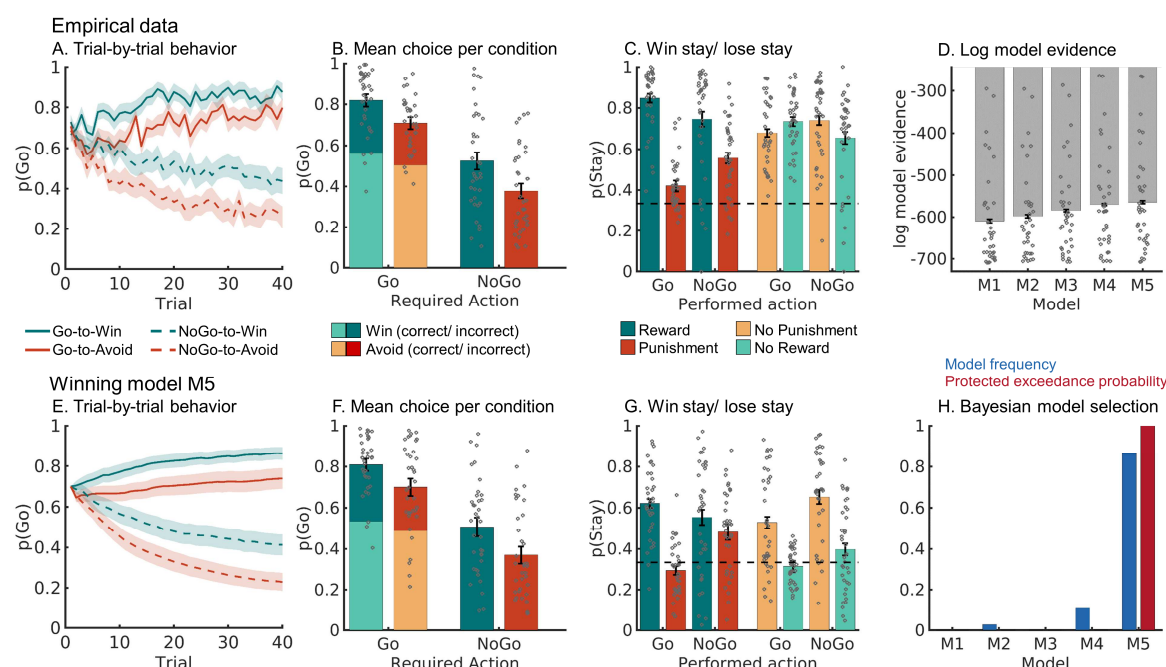 Empirical data
A. Trial-by-trial behavior
p(Go)
1
0.8
0.6
0.4
0.2
0
0 10 20 30 40
Trial
B. Mean choice per condition
p(Go)
1
0.8
0.6
0.4
0.2
0
Go NoGo
Required Action
C. Win stay/ lose stay
p(Stay)
1
0.8
0.6
0.4
0.2
0
Go NoGo Go NoGo
Performed action
D. Log model evidence
log model evidence
-300
-400
-500
-600
-700
M1 M2 M3 M4 M5
Model
Go-to-Win NoGo-to-Win
Go-to-Avoid NoGo-to-Avoid
Win (correct/ incorrect)
Avoid (correct/ incorrect)
Reward No Punishment
Punishment No Reward
Winning model M5
E. Trial-by-trial behavior
p(Go)
1
0.8
0.6
0.4
0.2
0
0 10 20 30 40
Trial
F. Mean choice per condition
p(Go)
1
0.8
0.6
0.4
0.2
0
Go NoGo
Required Action
G. Win stay/ lose stay
p(Stay)
1
0.8
0.6
0.4
0.2
0
Go NoGo Go NoGo
Performed action
Model frequency
Protected exceedance probability
H. Bayesian model selection
1
0.8
0.6
0.4
0.2
0
M1 M2 M3 M4 M5
Model